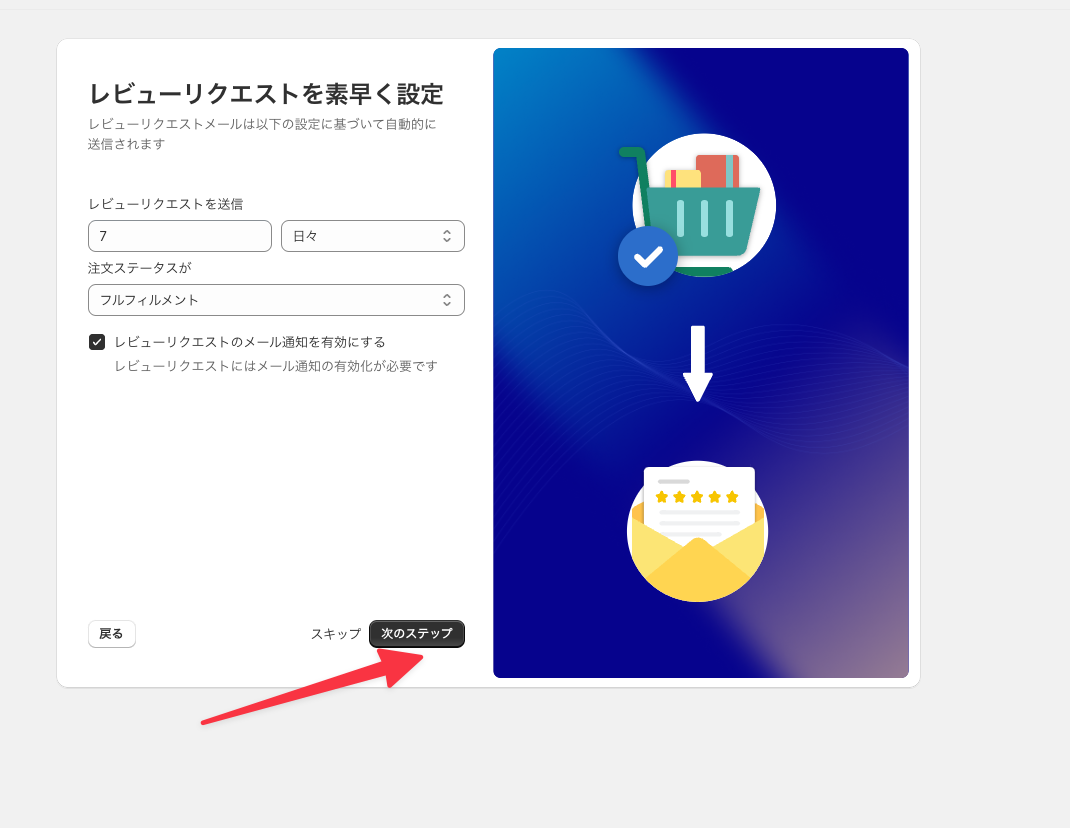 レビューリクエストを素早く設定
レビューリクエストメールは以下の設定に基づいて自動的に
送信されます
レビューリクエストを送信
7
日々
注文ステータスが
フルフィルメント
レビューリクエストのメール通知を有効にする
レビューリクエストにはメール通知の有効化が必要です
戻る
スキップ
次のステップ